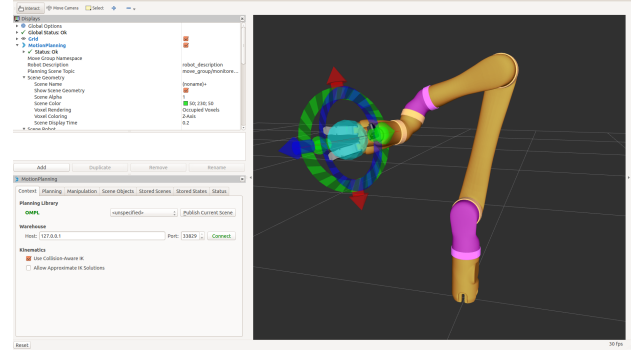 Interact Move Camera Select
Displays
Global Options
Global Status: Ok
Grid
MotionPlanning
Status: Ok
Move Group Namespace
Robot Description robot_description
Planning Scene Topic move_group/monitore...
Scene Geometry
Scene Name (noname)+
Show Scene Geometry
Scene Alpha 1
Scene Color 50; 230; 50
Voxel Rendering Occupied Voxels
Voxel Coloring Z-Axis
Scene Display Time 0.2
Scene Robot
Add Duplicate Remove Rename
MotionPlanning
Context Planning Manipulation Scene Objects Stored Scenes Stored States Status
Planning Library
OMPL <unspecified> Publish Current Scene
Warehouse
Host: 127.0.0.1 Port: 33829 Connect
Kinematics
Use Collision-Aware IK
Allow Approximate IK Solutions
Reset 30 fps